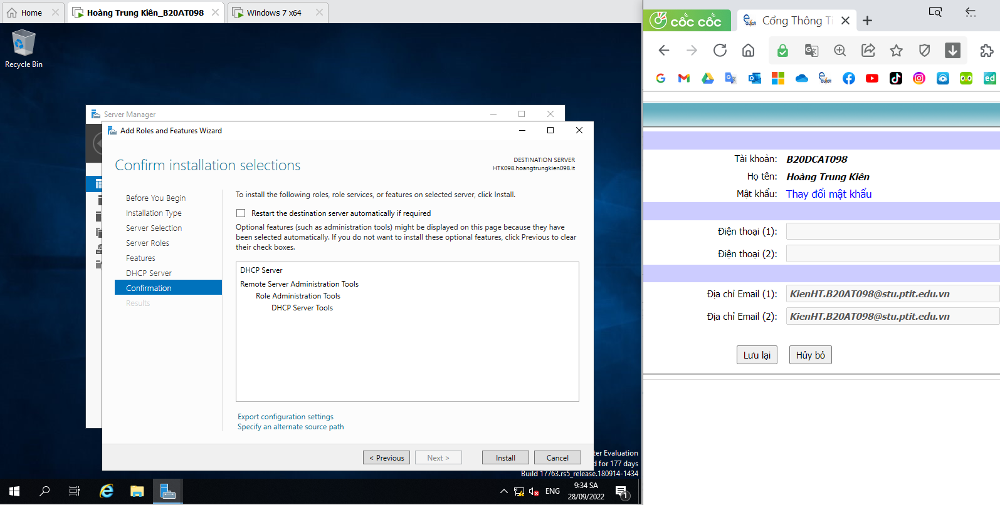 Home
Hoàng Trung Kiên_B20AT098
Windows 7 x64
Recycle Bin
Server Manager
Add Roles and Features Wizard
Confirm installation selections
DESTINATION SERVER
HTK098.hoangtrungkien098.it
Before You Begin
Installation Type
Server Selection
Server Roles
Features
DHCP Server
Confirmation
Results
To install the following roles, role services, or features on selected server, click Install.
Restart the destination server automatically if required
Optional features (such as administration tools) might be displayed on this page because they have
been selected automatically. If you do not want to install these optional features, click Previous to clear
their check boxes.
DHCP Server
Remote Server Administration Tools
Role Administration Tools
DHCP Server Tools
Export configuration settings
Specify an alternate source path
< Previous
Next >
Install
Cancel
ter Evaluation
d for 177 days
Build 17763.rs5_release.180914-1434
ENG
9:34 SA
28/09/2022
1
cốc cốc
Cổng Thông Ti
Tài khoản: B20DCAT098
Họ tên: Hoàng Trung Kiên
Mật khẩu: Thay đổi mật khẩu
Điện thoại (1):
Điện thoại (2):
Địa chỉ Email (1): KienHT.B20AT098@stu.ptit.edu.vn
Địa chỉ Email (2): KienHT.B20AT098@stu.ptit.edu.vn
Lưu lại
Hủy bỏ